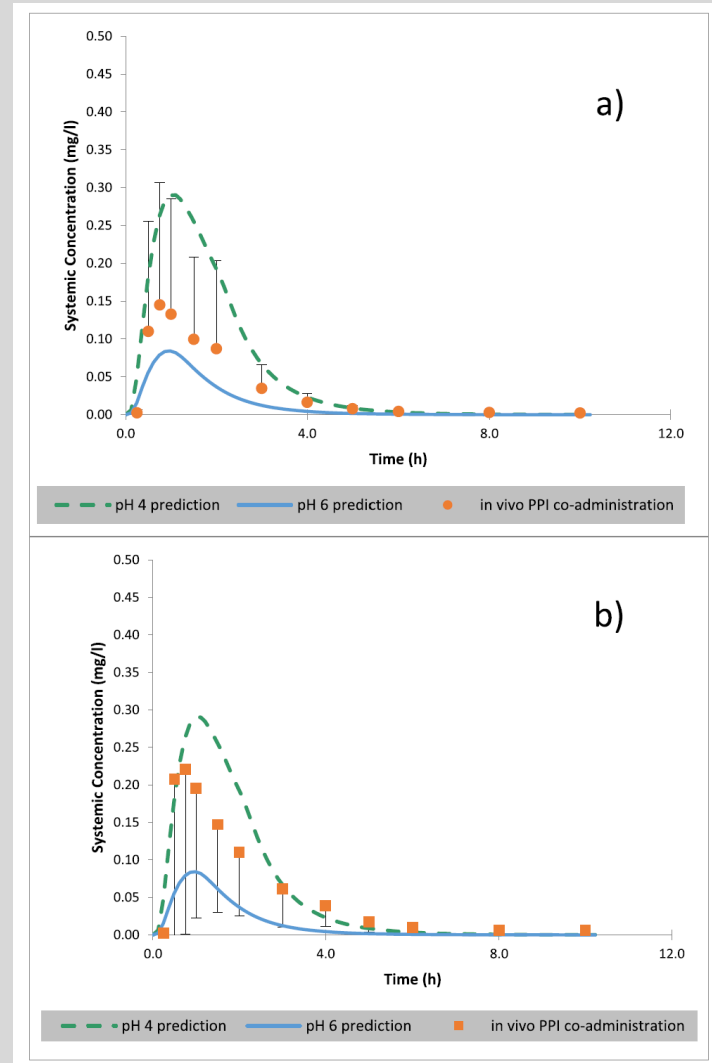 a)
0.50
0.45
0.40
0.35
0.30
0.25
0.20
0.15
0.10
0.05
0.00
Systemic Concentration (mg/l)
0.0 4.0 8.0 12.0
Time (h)
pH 4 prediction pH 6 prediction in vivo PPI co-administration
b)
0.50
0.45
0.40
0.35
0.30
0.25
0.20
0.15
0.10
0.05
0.00
Systemic Concentration (mg/l)
0.0 4.0 8.0 12.0
Time (h)
pH 4 prediction pH 6 prediction in vivo PPI co-administration